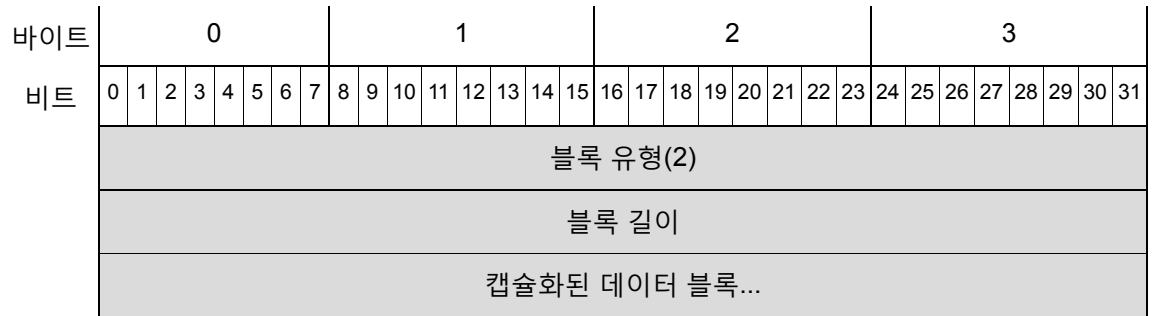 바이트 0 1 2 3
비트 0 1 2 3 4 5 6 7 8 9 10 11 12 13 14 15 16 17 18 19 20 21 22 23 24 25 26 27 28 29 30 31
블록 유형(2)
블록 길이
캡슐화된 데이터 블록...